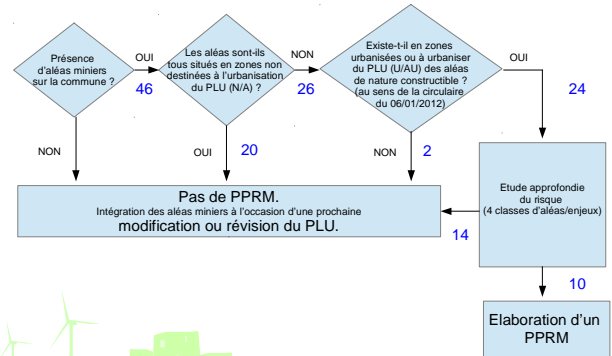 Présence
d'aléas miniers
sur la commune ?
OUI
46
Les aléas sont-ils
tous situés en zones non
destinées à l'urbanisation
du PLU (N/A) ?
NON
26
Existe-t-il en zones
urbanisées ou à urbaniser
du PLU (U/AU) des aléas
de nature constructible ?
(au sens de la circulaire
du 06/01/2012)
OUI
24
NON
OUI
20
NON
2
Pas de PPRM.
Intégration des aléas miniers à l'occasion d'une prochaine
modification ou révision du PLU.
14
Etude approfondie
du risque
(4 classes d'aléas/enjeux)
10
Elaboration d'un
PPRM